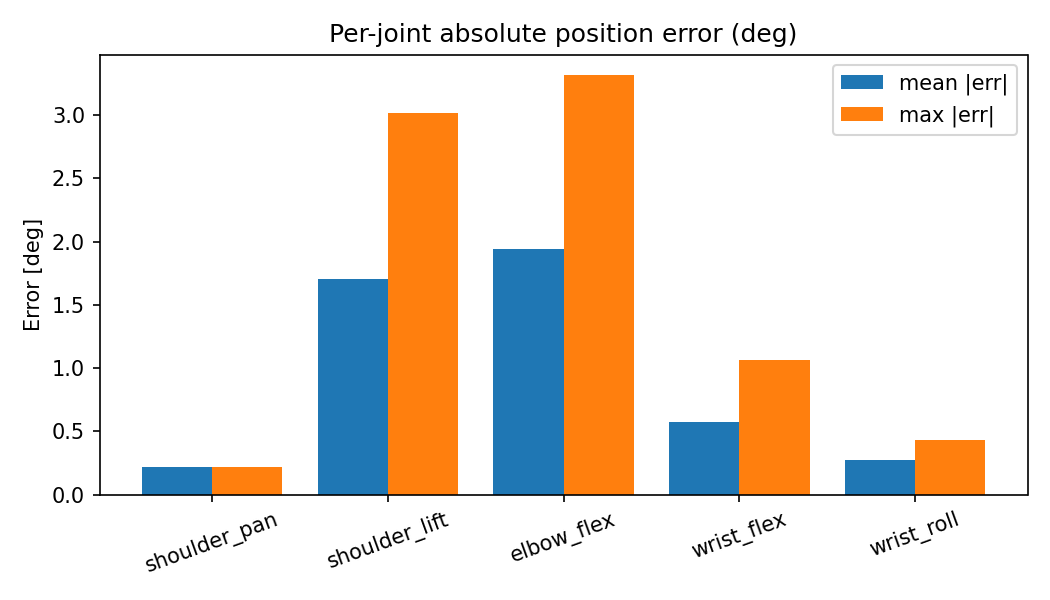 Per-joint absolute position error (deg)
mean |err|
max |err|
Error [deg]
3.0
2.5
2.0
1.5
1.0
0.5
0.0
shoulder_pan
shoulder_lift
elbow_flex
wrist_flex
wrist_roll